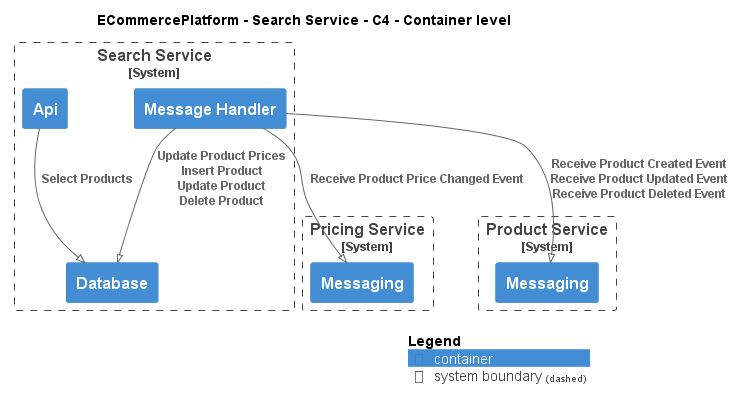 ECommercePlatform - Search Service - C4 - Container level
Search Service
[System]
Api
Message Handler
Select Products
Update Product Prices
Insert Product
Update Product
Delete Product
Receive Product Price Changed Event
Receive Product Created Event
Receive Product Updated Event
Receive Product Deleted Event
Database
Pricing Service
[System]
Messaging
Product Service
[System]
Messaging
Legend
container
system boundary (dashed)